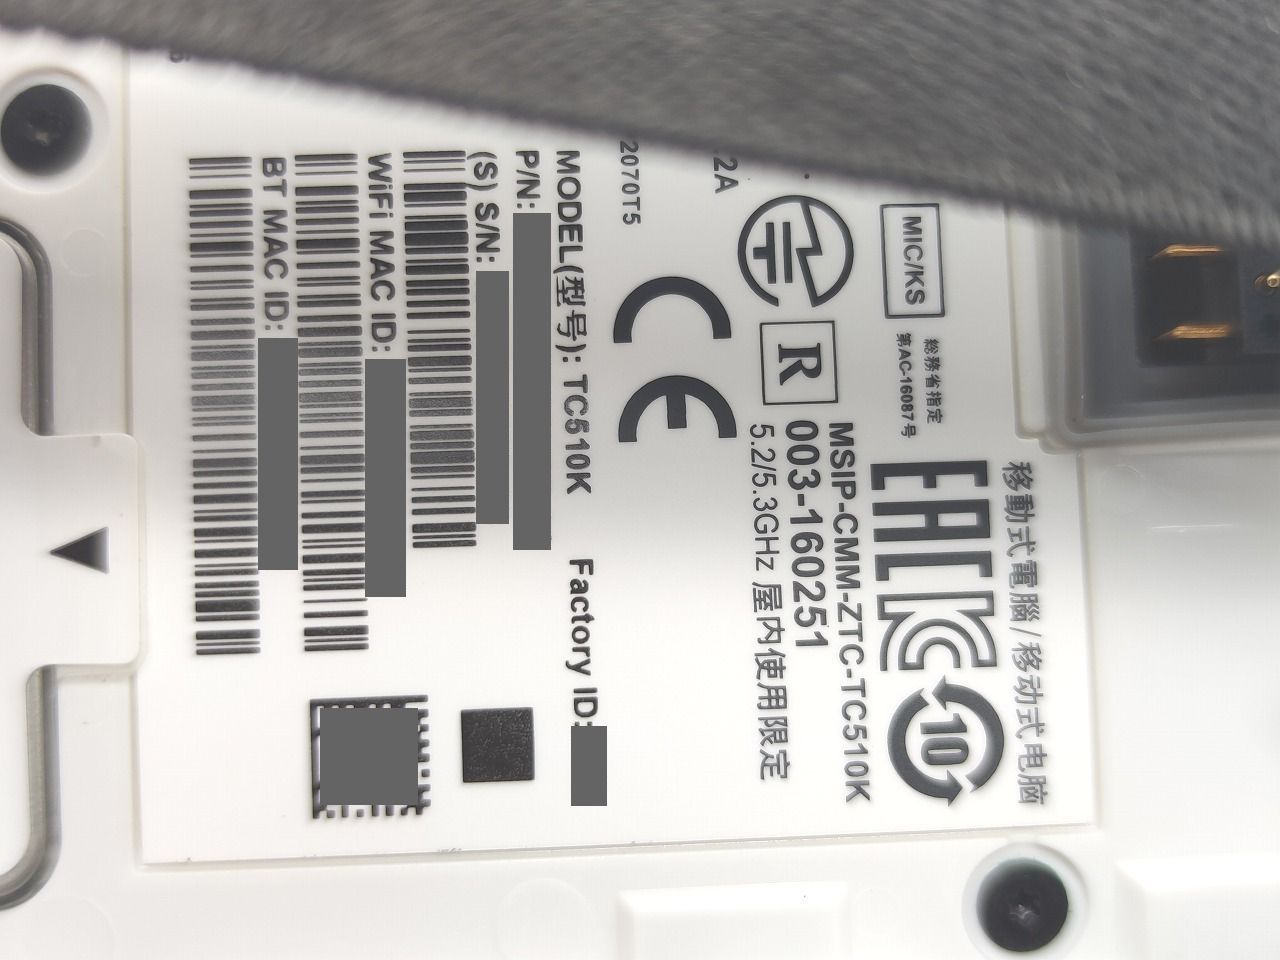 移動式電腦/移动式电脑
MIC/KS
総務省指定
第AC-16087号
EAC
10
MSIP-CMM-ZTC-TC510K
R
003-160251
5.2/5.3GHz 屋内使用限定
.2A
CE
2070T5
MODEL(型号): TC510K
Factory ID:
P/N:
(S) S/N:
WiFi MAC ID:
BT MAC ID: